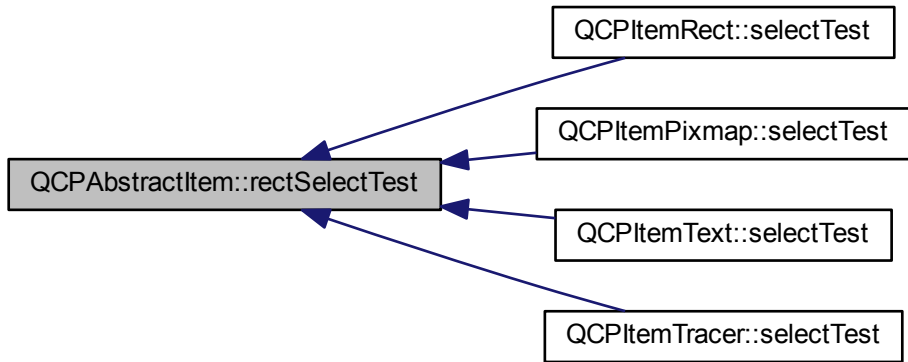 QCPItemRect::selectTest
QCPItemPixmap::selectTest
QCPAbstractItem::rectSelectTest
QCPItemText::selectTest
QCPItemTracer::selectTest